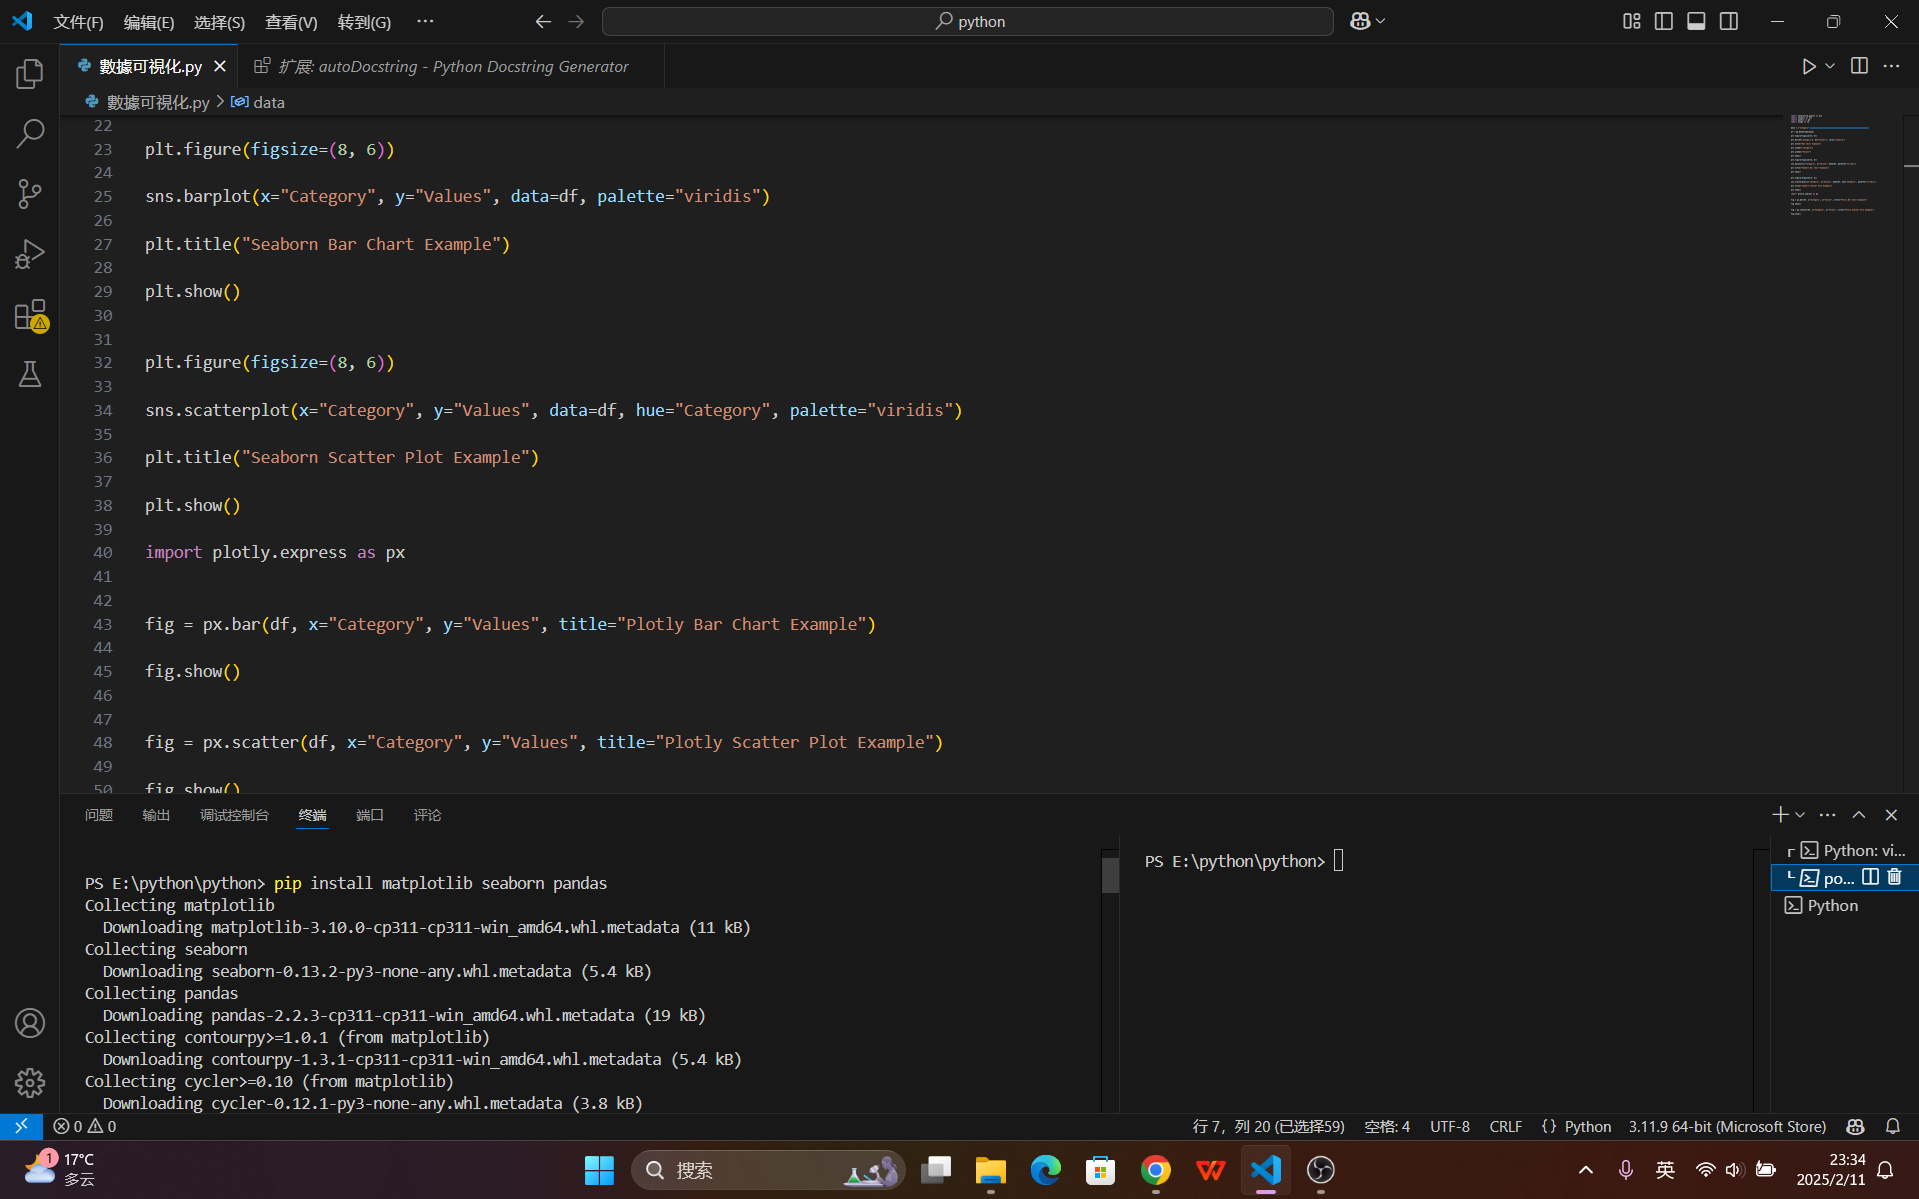 文件(F) 编辑(E) 选择(S) 查看(V) 转到(G) ··· python
數據可視化.py 扩展: autoDocstring - Python Docstring Generator
數據可視化.py > data
22
23 plt.figure(figsize=(8, 6))
24
25 sns.barplot(x="Category", y="Values", data=df, palette="viridis")
26
27 plt.title("Seaborn Bar Chart Example")
28
29 plt.show()
30
31
32 plt.figure(figsize=(8, 6))
33
34 sns.scatterplot(x="Category", y="Values", data=df, hue="Category", palette="viridis")
35
36 plt.title("Seaborn Scatter Plot Example")
37
38 plt.show()
39
40 import plotly.express as px
41
42
43 fig = px.bar(df, x="Category", y="Values", title="Plotly Bar Chart Example")
44
45 fig.show()
46
47
48 fig = px.scatter(df, x="Category", y="Values", title="Plotly Scatter Plot Example")
49
50 fig.show()
问题 输出 调试控制台 终端 端口 评论
PS E:\python\python> pip install matplotlib seaborn pandas
Collecting matplotlib
Downloading matplotlib-3.10.0-cp311-cp311-win_amd64.whl.metadata (11 kB)
Collecting seaborn
Downloading seaborn-0.13.2-py3-none-any.whl.metadata (5.4 kB)
Collecting pandas
Downloading pandas-2.2.3-cp311-cp311-win_amd64.whl.metadata (19 kB)
Collecting contourpy>=1.0.1 (from matplotlib)
Downloading contourpy-1.3.1-cp311-cp311-win_amd64.whl.metadata (5.4 kB)
Collecting cycler>=0.10 (from matplotlib)
Downloading cycler-0.12.1-py3-none-any.whl.metadata (3.8 kB)
PS E:\python\python>
Python: vi...
po...
Python
0 0 行 7，列 20 (已选择59) 空格: 4 UTF-8 CRLF {} Python 3.11.9 64-bit (Microsoft Store)
1
17°C
多云
搜索
英
23:34
2025/2/11